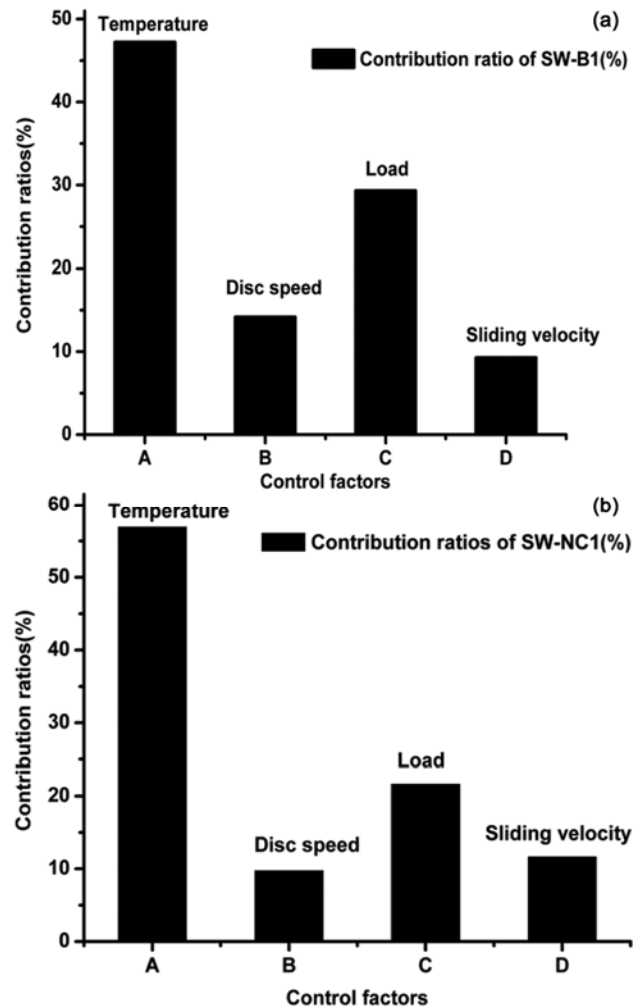 (a)
Contribution ratio of SW-B1(%)
Contribution ratios(%)
50
40
30
20
10
0
Temperature
Disc speed
Load
Sliding velocity
A
B
C
D
Control factors
(b)
Contribution ratios of SW-NC1(%)
Contribution ratios(%)
60
50
40
30
20
10
0
Temperature
Disc speed
Load
Sliding velocity
A
B
C
D
Control factors